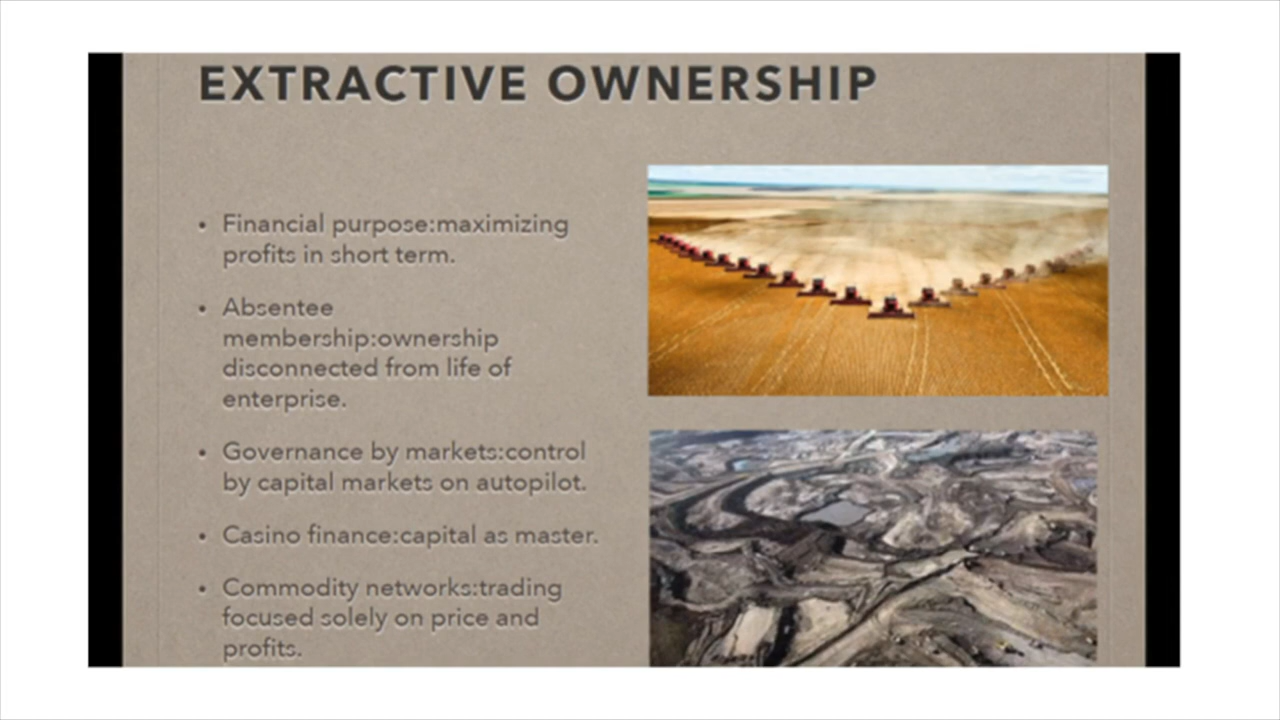 EXTRACTIVE OWNERSHIP
• Financial purpose:maximizing
profits in short term.
• Absentee
membership:ownership
disconnected from life of
enterprise.
• Governance by markets:control
by capital markets on autopilot.
• Casino finance:capital as master.
• Commodity networks:trading
focused solely on price and
profits.